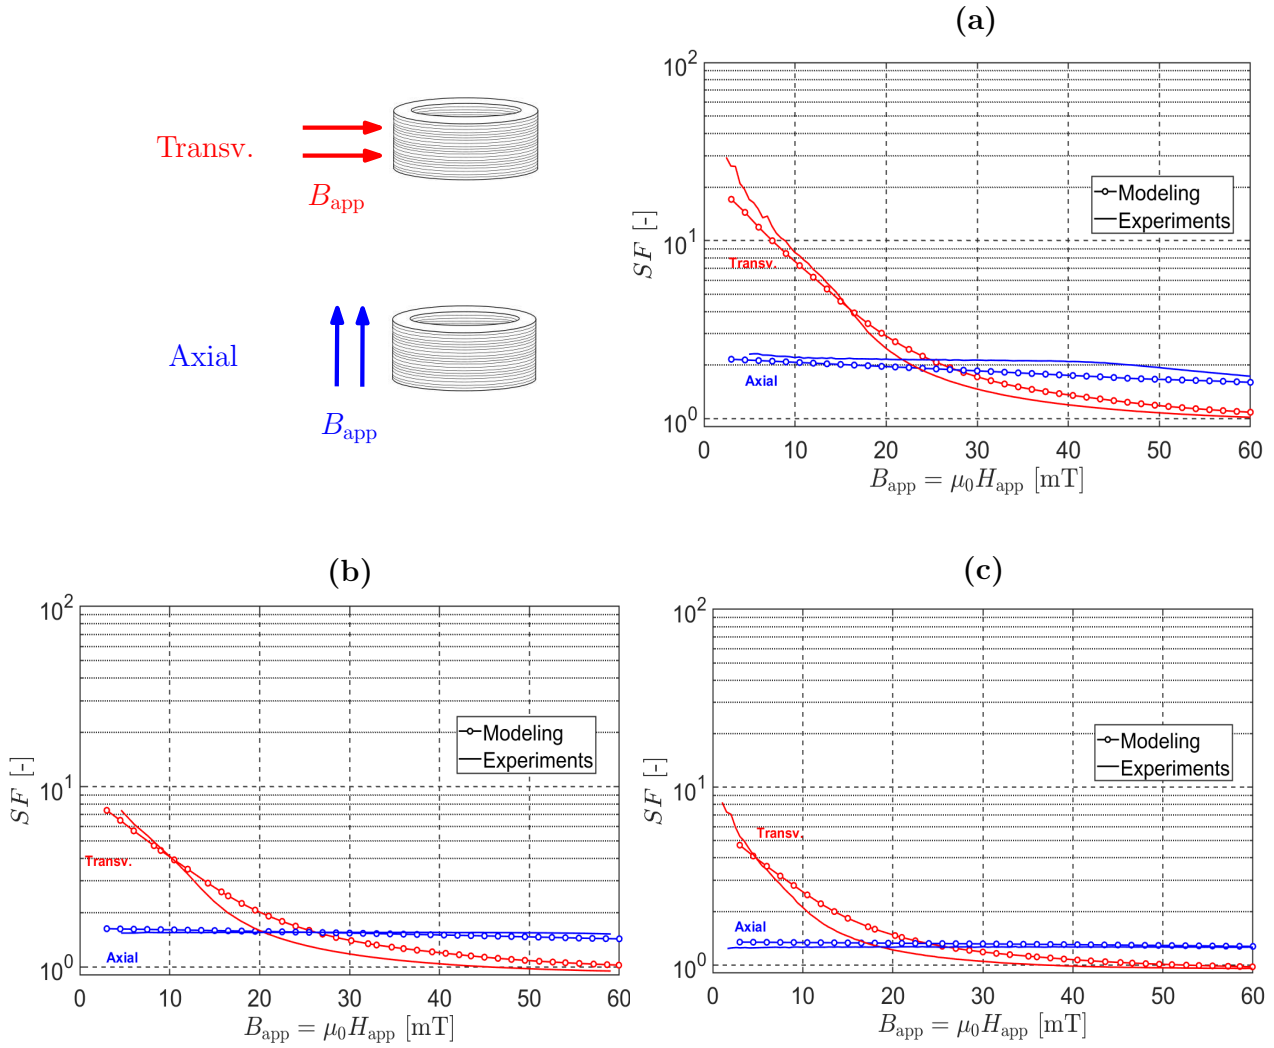 (a)
Transv.
B_app
Axial
B_app
10^2
10^1
10^0
SF [-]
Modeling
Experiments
Transv.
Axial
0 10 20 30 40 50 60
B_app = μ_0H_app [mT]
(b)
10^2
10^1
10^0
SF [-]
Modeling
Experiments
Transv.
Axial
0 10 20 30 40 50 60
B_app = μ_0H_app [mT]
(c)
10^2
10^1
10^0
SF [-]
Modeling
Experiments
Transv.
Axial
0 10 20 30 40 50 60
B_app = μ_0H_app [mT]